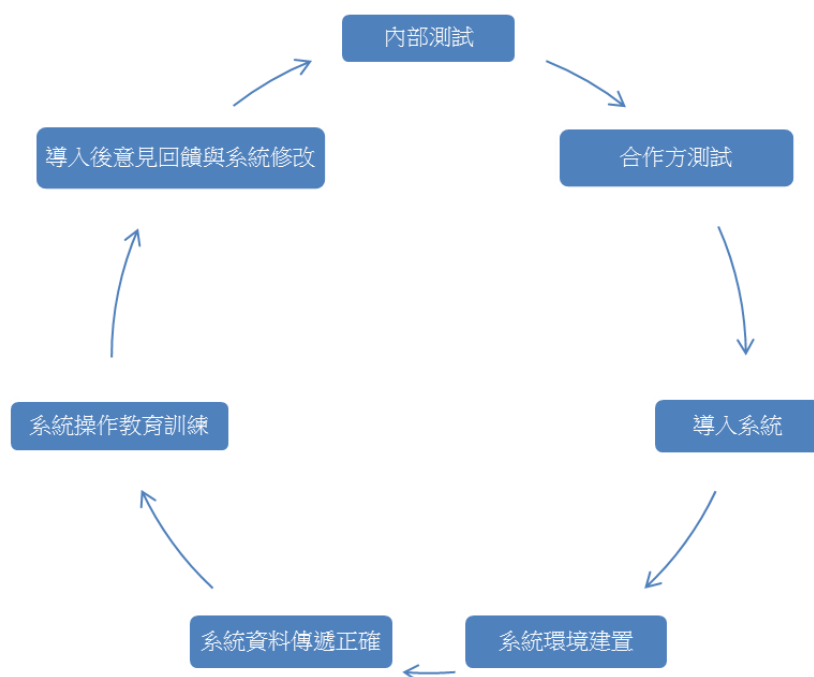 內部測試
合作方測試
導入系統
系統環境建置
系統資料傳遞正確
系統操作教育訓練
導入後意見回饋與系統修改